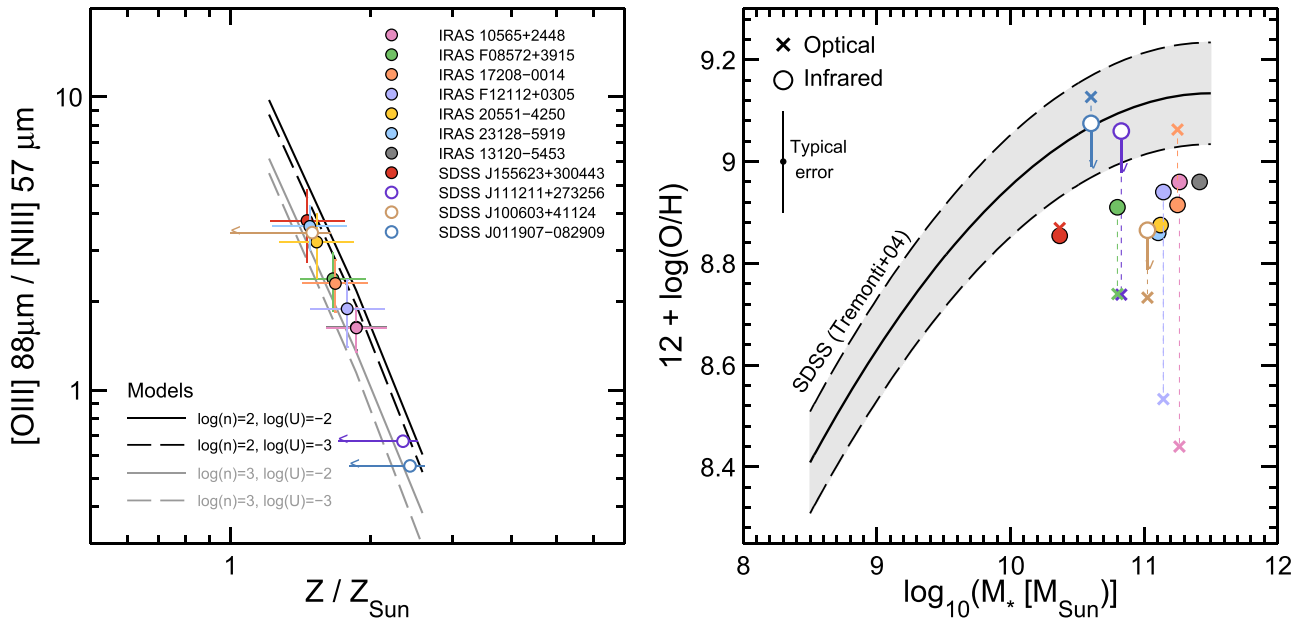 [OIII] 88μm / [NIII] 57 μm
10
1
IRAS 10565+2448
IRAS F08572+3915
IRAS 17208−0014
IRAS F12112+0305
IRAS 20551−4250
IRAS 23128−5919
IRAS 13120−5453
SDSS J155623+300443
SDSS J111211+273256
SDSS J100603+41124
SDSS J011907−082909
Models
log(n)=2, log(U)=−2
log(n)=2, log(U)=−3
log(n)=3, log(U)=−2
log(n)=3, log(U)=−3
1
Z / Z_Sun
12 + log(O/H)
9.2
9
8.8
8.6
8.4
Optical
Infrared
Typical
error
SDSS (Tremonti+04)
8 9 10 11 12
log10(M* [M_Sun)]